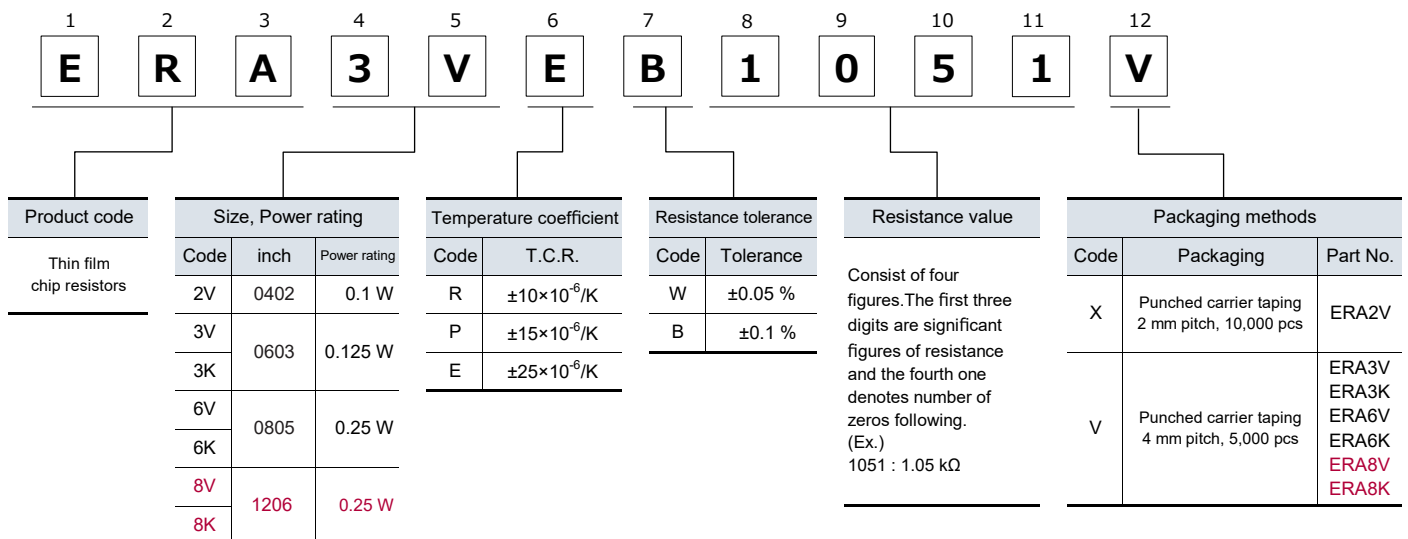 1 2 3 4 5 6 7 8 9 10 11 12
E R A 3 V E B 1 0 5 1 V
Product code
Thin film
chip resistors
Size, Power rating
Code inch Power rating
2V 0402 0.1 W
3V
3K
0603 0.125 W
6V
6K
0805 0.25 W
8V
8K
1206 0.25 W
Temperature coefficient
Code T.C.R.
R ±10×10⁻⁶/K
P ±15×10⁻⁶/K
E ±25×10⁻⁶/K
Resistance tolerance
Code Tolerance
W ±0.05 %
B ±0.1 %
Resistance value
Consist of four
figures.The first three
digits are significant
figures of resistance
and the fourth one
denotes number of
zeros following.
(Ex.)
1051 : 1.05 kΩ
Packaging methods
Code Packaging Part No.
X
Punched carrier taping
2 mm pitch, 10,000 pcs
ERA2V
V
Punched carrier taping
4 mm pitch, 5,000 pcs
ERA3V
ERA3K
ERA6V
ERA6K
ERA8V
ERA8K